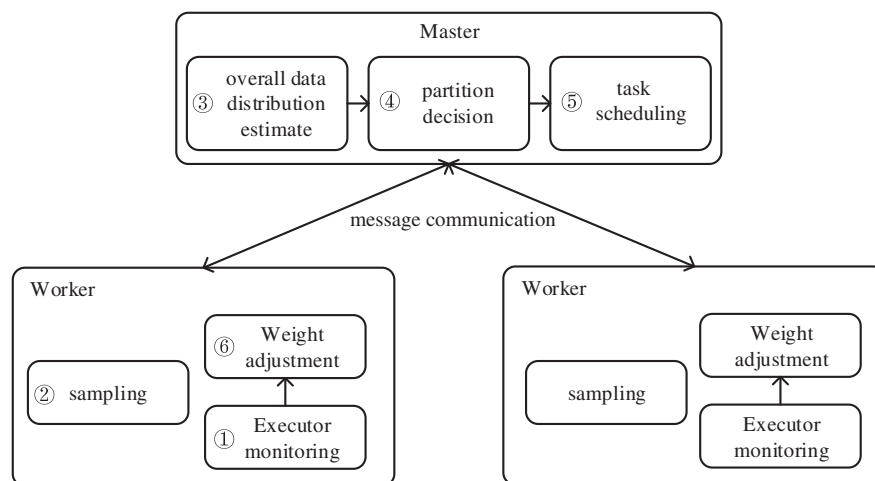 Master
③ overall data
distribution
estimate
④ partition
decision
⑤ task
scheduling
message communication
Worker
⑥ Weight
adjustment
② sampling
① Executor
monitoring
Worker
Weight
adjustment
sampling
Executor
monitoring